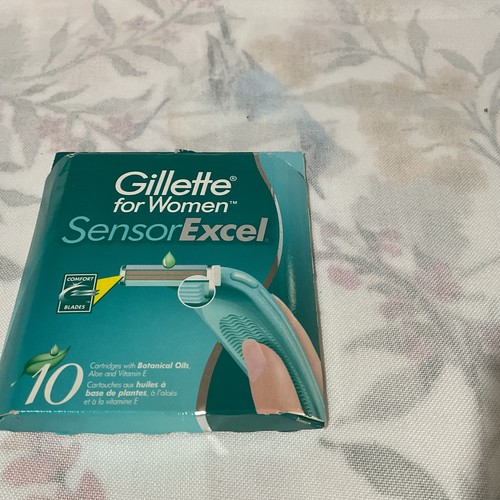 Gillette®
for Women™
SensorExcel
COMFORT
BLADES
10
Cartridges with Botanical Oils,
Aloe and Vitamin E
Cartouches aux huiles à
base de plantes, à l'aloès
et à la vitamine E